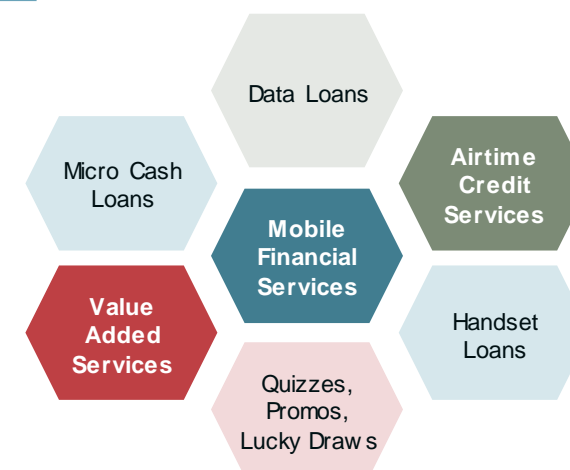 Data Loans
Micro Cash
Loans
Airtime
Credit
Services
Mobile
Financial
Services
Value
Added
Services
Handset
Loans
Quizzes,
Promos,
Lucky Draws